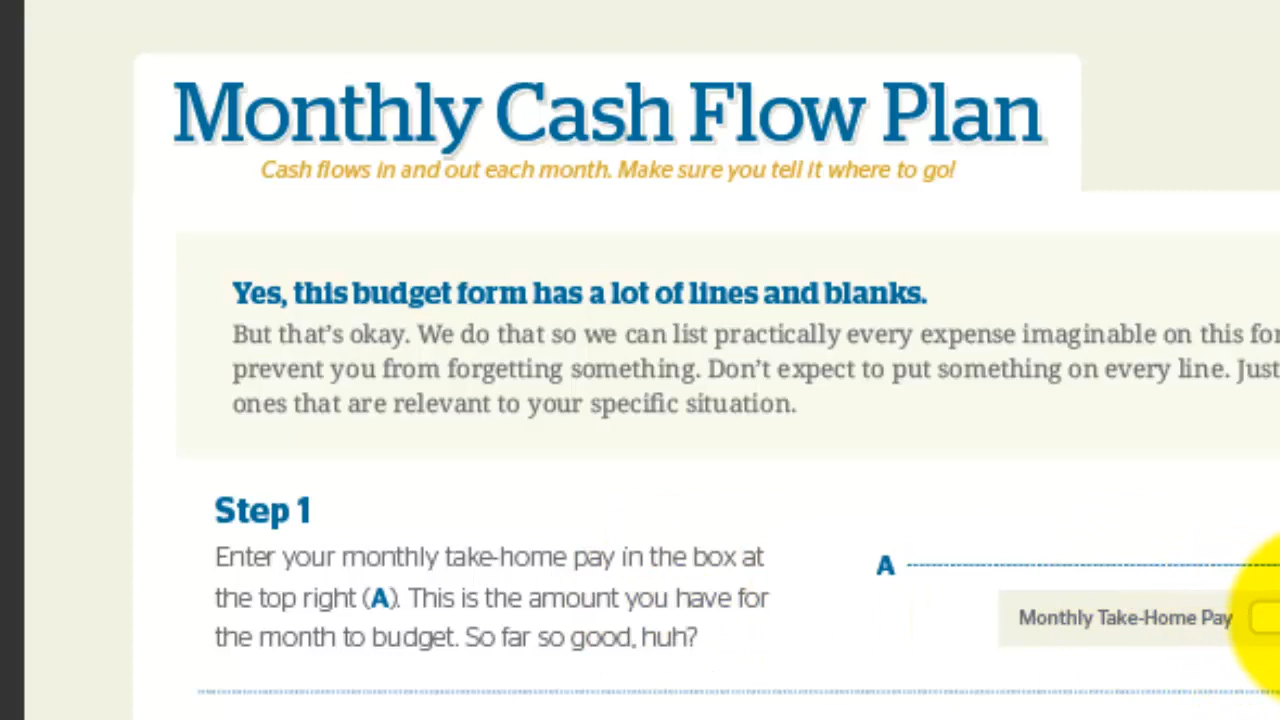 Monthly Cash Flow Plan
Cash flows in and out each month. Make sure you tell it where to go!
Yes, this budget form has a lot of lines and blanks.
But that's okay. We do that so we can list practically every expense imaginable on this
prevent you from forgetting something. Don't expect to put something on every line. Just
ones that are relevant to your specific situation.
Step 1
Enter your monthly take-home pay in the box at
the top right (A). This is the amount you have for
the month to budget. So far so good, huh?
A
Monthly Take-Home Pay